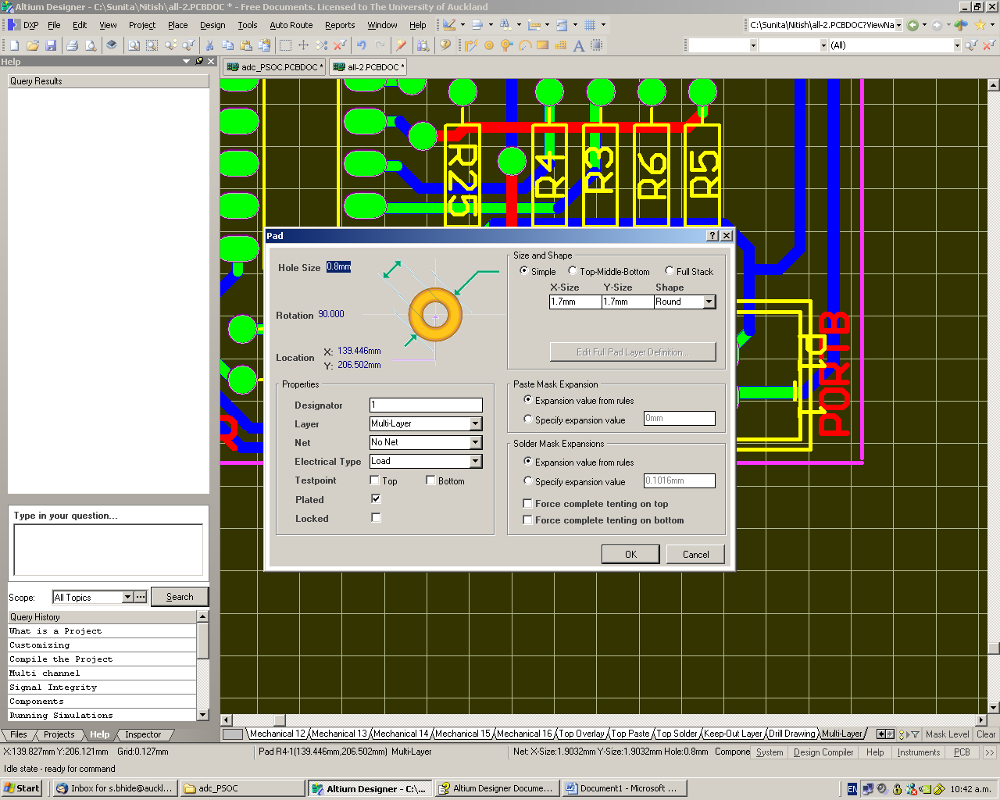 Altium Designer - C:\Sunita\Nitish\all-2.PCBDOC * - Free Documents. Licensed to The University of Auckland
DXP File Edit View Project Place Design Tools Auto Route Reports Window Help
C:\Sunita\Nitish\all-2.PCBDOC?ViewNa
(All)
Help
adc_PSOC.PCBDOC *
all-2.PCBDOC *
Query Results
R25
R4
R3
R6
R5
PORTB
Pad
Hole Size 0.8mm
Rotation 90.000
Location X: 139.446mm
Y: 206.502mm
Size and Shape
Simple Top-Middle-Bottom Full Stack
X-Size Y-Size Shape
1.7mm 1.7mm Round
Edit Full Pad Layer Definition...
Properties
Designator 1
Layer Multi-Layer
Net No Net
Electrical Type Load
Testpoint Top Bottom
Plated
Locked
Paste Mask Expansion
Expansion value from rules
Specify expansion value 0mm
Solder Mask Expansions
Expansion value from rules
Specify expansion value 0.1016mm
Force complete tenting on top
Force complete tenting on bottom
OK Cancel
Type in your question...
Scope: All Topics Search
Query History
What is a Project
Customizing
Compile the Project
Multi channel
Signal Integrity
Components
Running Simulations
Files Projects Help Inspector
Mechanical 12 Mechanical 13 Mechanical 14 Mechanical 15 Mechanical 16 Top Overlay Top Paste Top Solder Keep-Out Layer Drill Drawing Multi-Layer Mask Level Clear
X:139.827mm Y:206.121mm Grid:0.127mm
Pad R4-1(139.446mm,206.502mm) Multi-Layer
Net: X-Size:1.9032mm Y-Size:1.9032mm Hole:0.8mm Compone
System Design Compiler Help Instruments PCB >>
Idle state - ready for command
Start
Inbox for s.bhide@auckl...
adc_PSOC
Altium Designer - C:\...
Altium Designer Docume...
Document1 - Microsoft ...
EN
10:42 a.m.